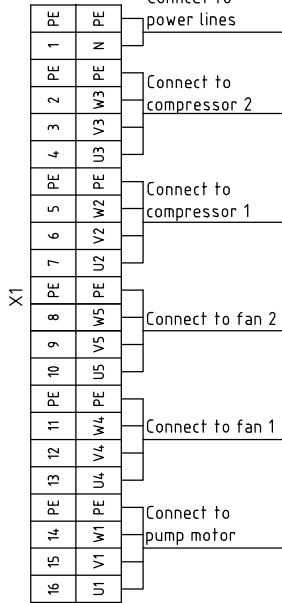 Connect to
power lines
PE PE
1 N
PE PE
2 W3
Connect to
compressor 2
3 V3
4 U3
PE PE
5 W2
Connect to
compressor 1
6 V2
7 U2
X1
PE PE
8 W5
Connect to fan 2
9 V5
10 U5
PE PE
11 W4
Connect to fan 1
12 V4
13 U4
PE PE
14 W1
Connect to
pump motor
15 V1
16 U1